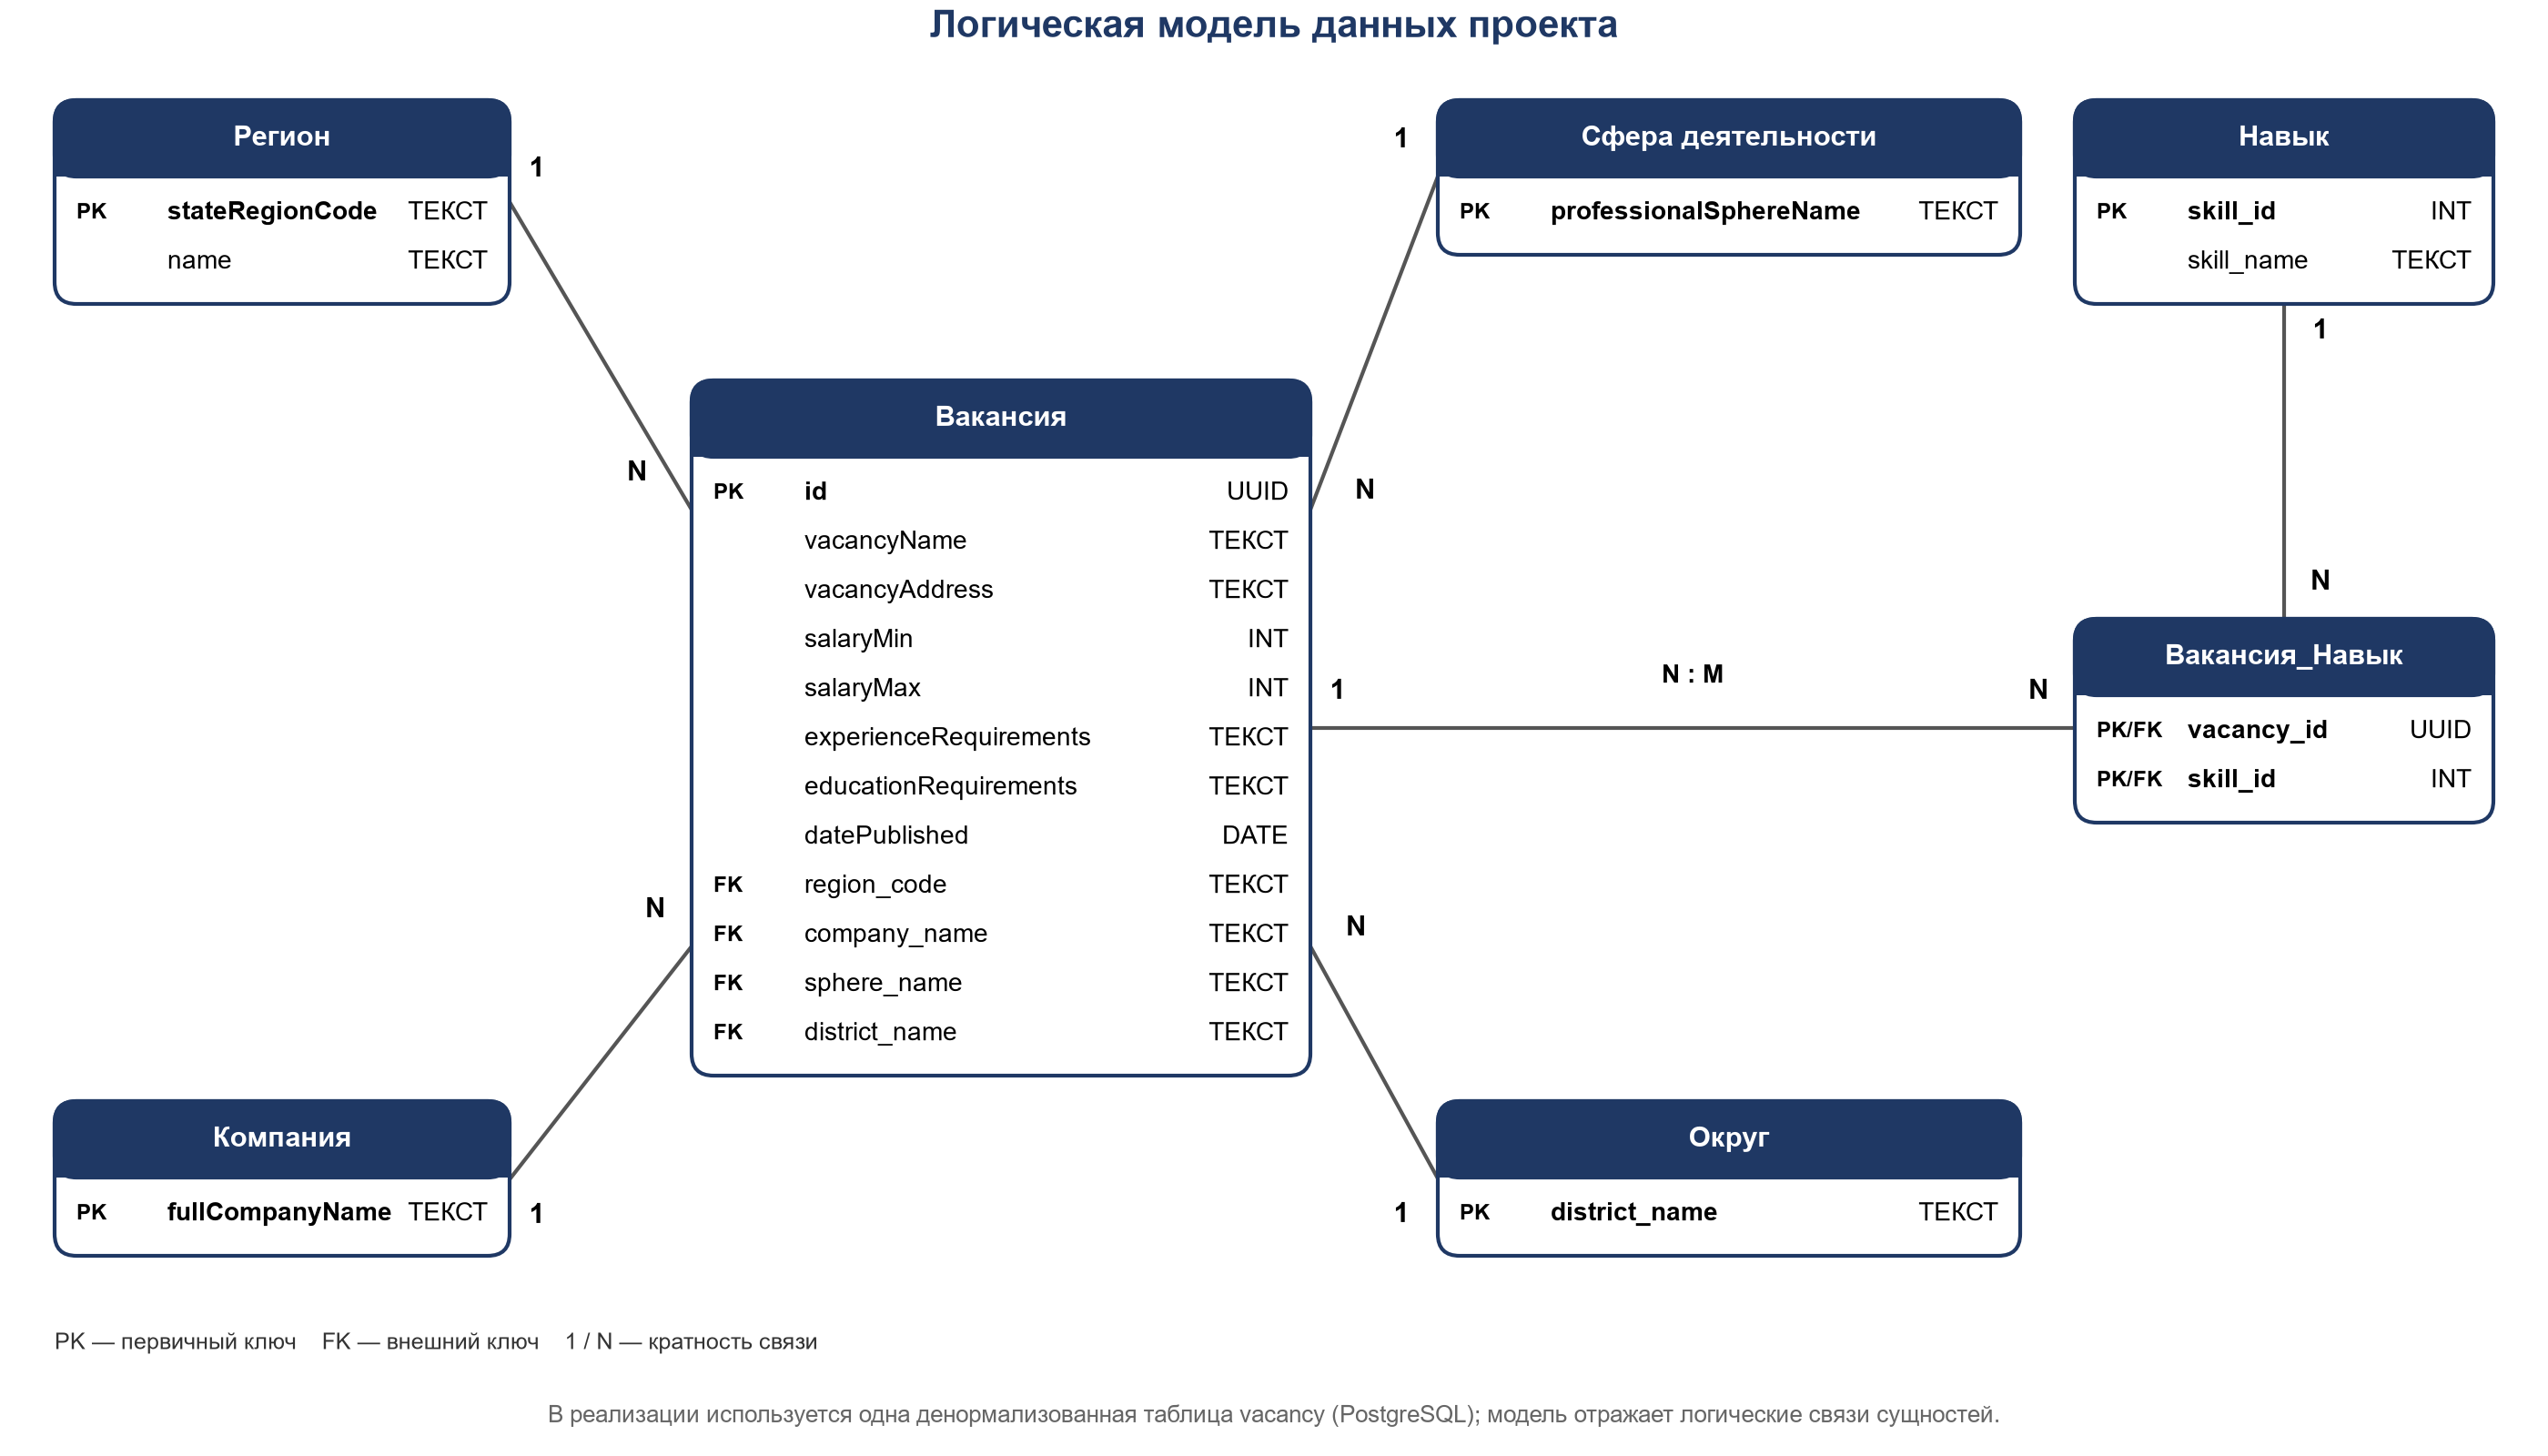 Логическая модель данных проекта
Регион
1
PK stateRegionCode ТЕКСТ
name ТЕКСТ
1
Сфера деятельности
PK professionalSphereName ТЕКСТ
Навык
PK skill_id INT
skill_name ТЕКСТ
1
N
Вакансия
N
N
PK id UUID
vacancyName ТЕКСТ
vacancyAddress ТЕКСТ
salaryMin INT
salaryMax INT
experienceRequirements ТЕКСТ
educationRequirements ТЕКСТ
datePublished DATE
FK region_code ТЕКСТ
FK company_name ТЕКСТ
FK sphere_name ТЕКСТ
FK district_name ТЕКСТ
1
N : M
N
Вакансия_Навык
PK/FK vacancy_id UUID
PK/FK skill_id INT
N
N
Компания
PK fullCompanyName ТЕКСТ
1
Округ
1
PK district_name ТЕКСТ
PK — первичный ключ FK — внешний ключ 1 / N — кратность связи
В реализации используется одна денормализованная таблица vacancy (PostgreSQL); модель отражает логические связи сущностей.